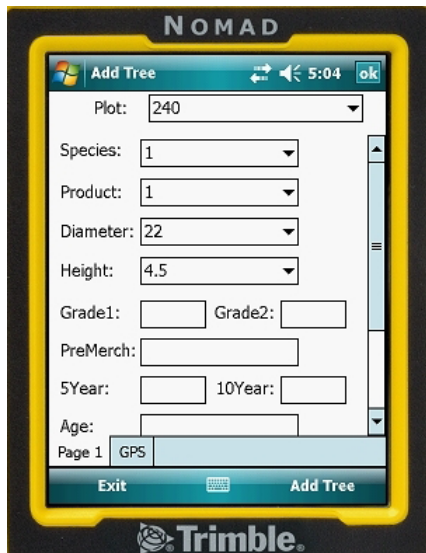 NOMAD
Add Tree 5:04 ok
Plot: 240
Species: 1
Product: 1
Diameter: 22
Height: 4.5
Grade1: Grade2:
PreMerch:
5Year: 10Year:
Age:
Page 1 GPS
Exit Add Tree
Trimble.